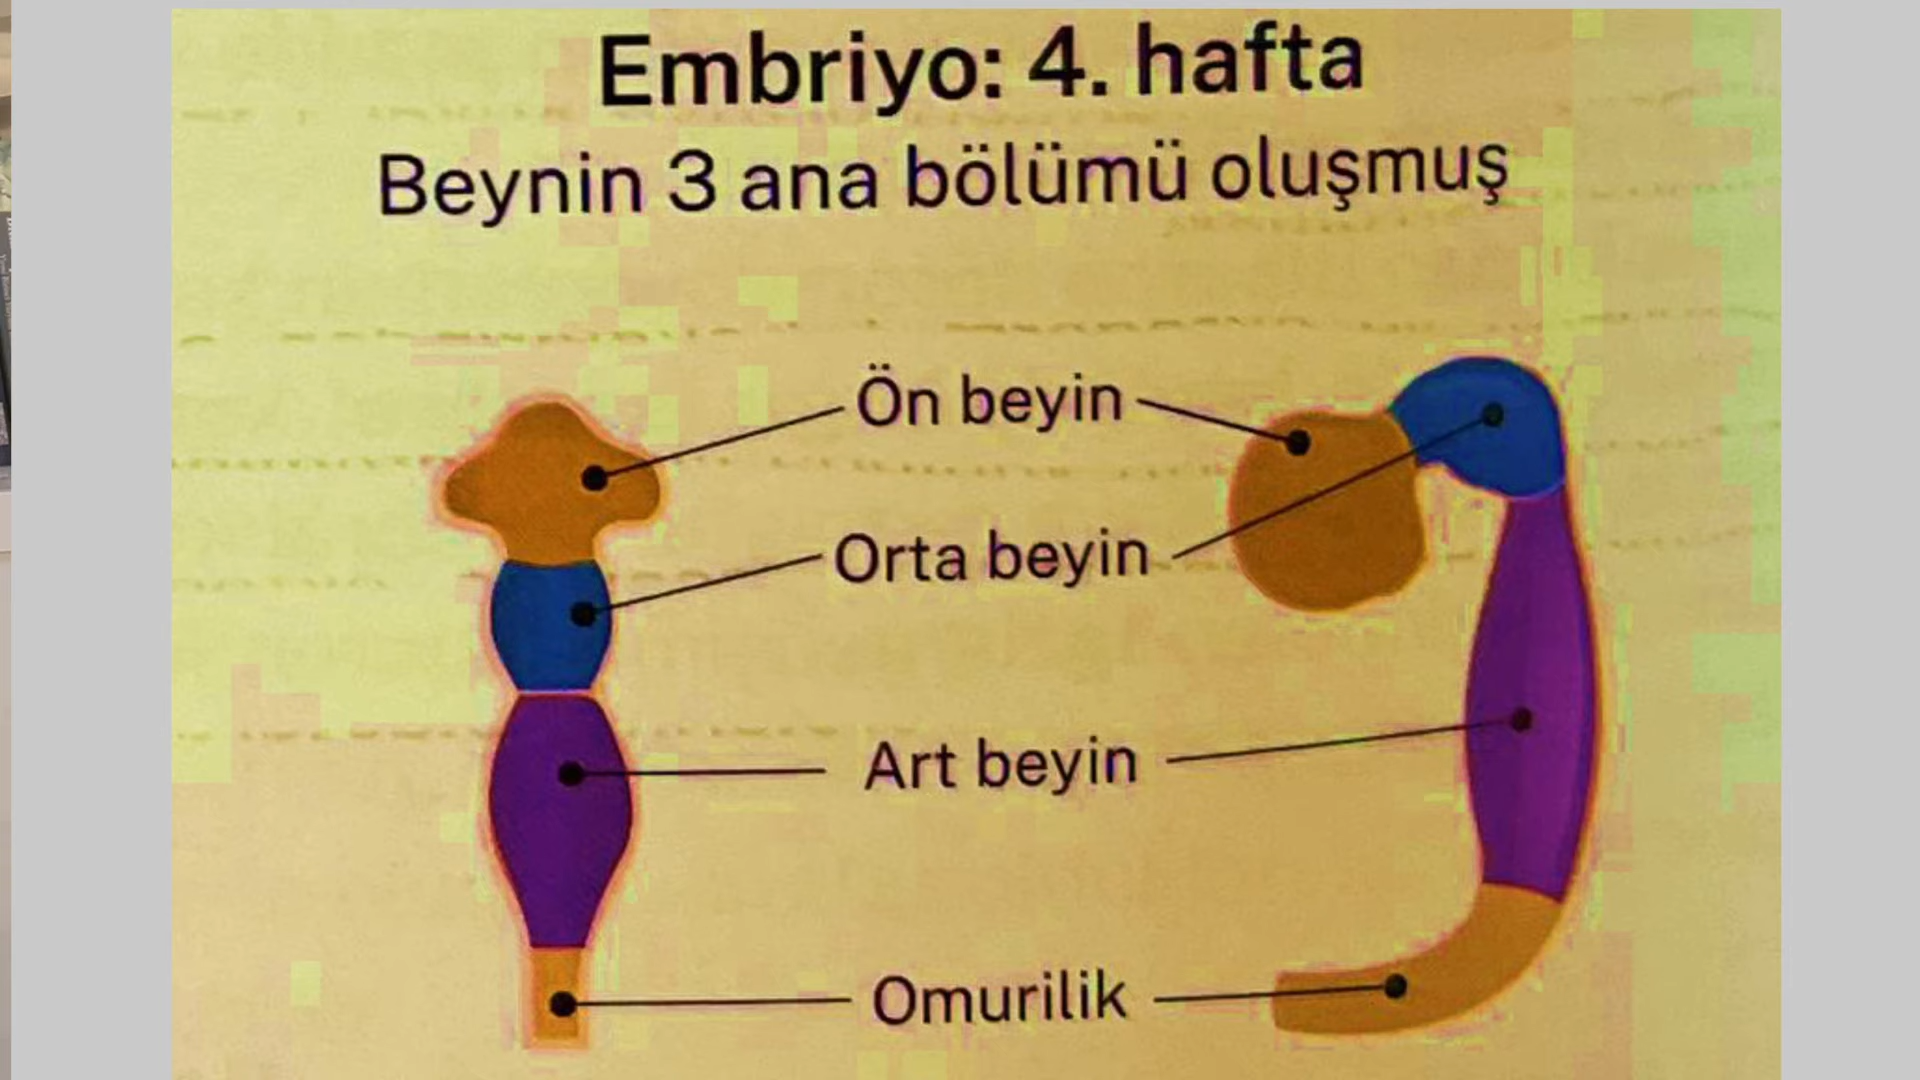 Embriyo: 4. hafta
Beynin 3 ana bölümü oluşmuş
Ön beyin
Orta beyin
Art beyin
Omurilik